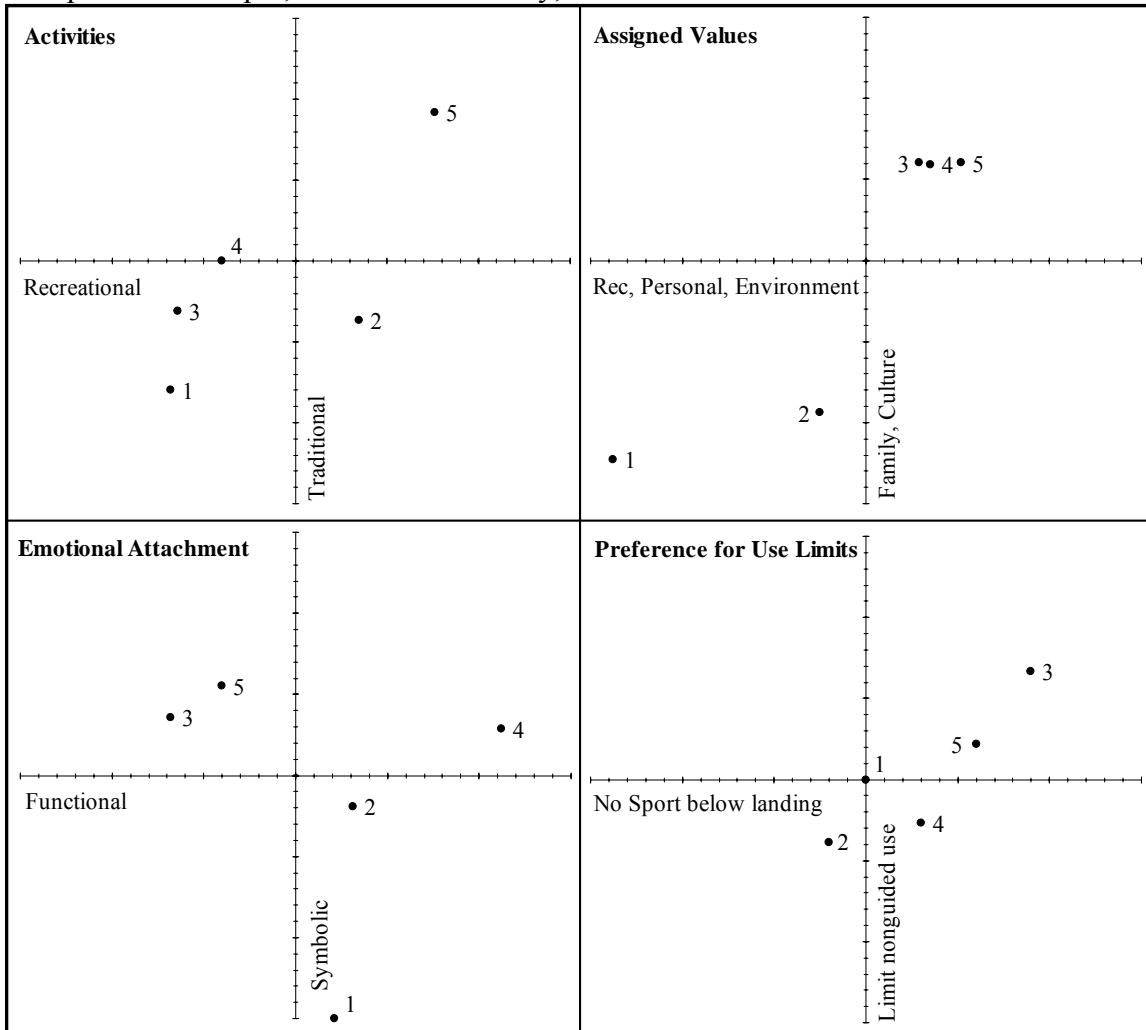 Activities
5
4
Recreational
3
2
1
Traditional
Assigned Values
3
4
5
Rec, Personal, Environment
2
1
Family, Culture
Emotional Attachment
5
3
4
Functional
2
Symbolic
1
Preference for Use Limits
3
5
1
No Sport below landing
4
2
Limit nonguided use